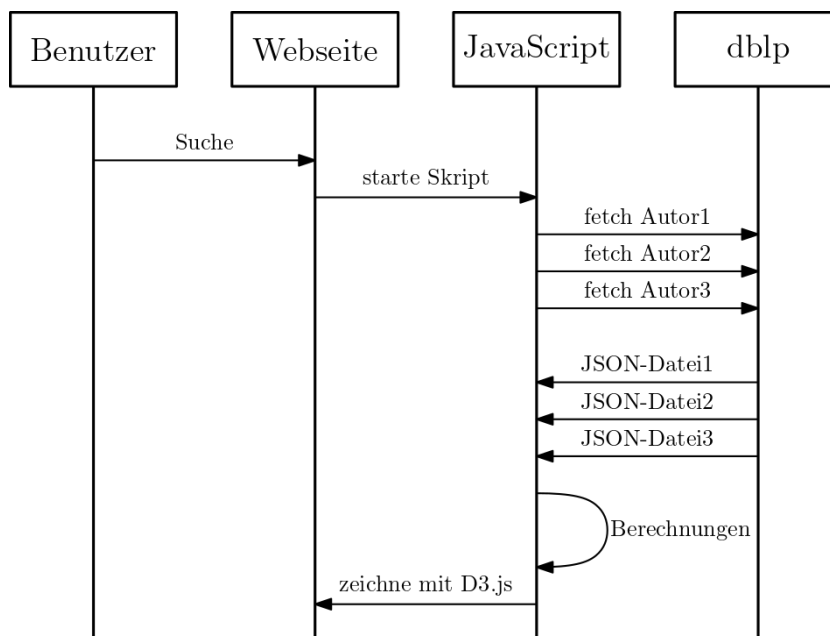 Benutzer
Webseite
JavaScript
dblp
Suche
starte Skript
fetch Autor1
fetch Autor2
fetch Autor3
JSON-Datei1
JSON-Datei2
JSON-Datei3
Berechnungen
zeichne mit D3.js